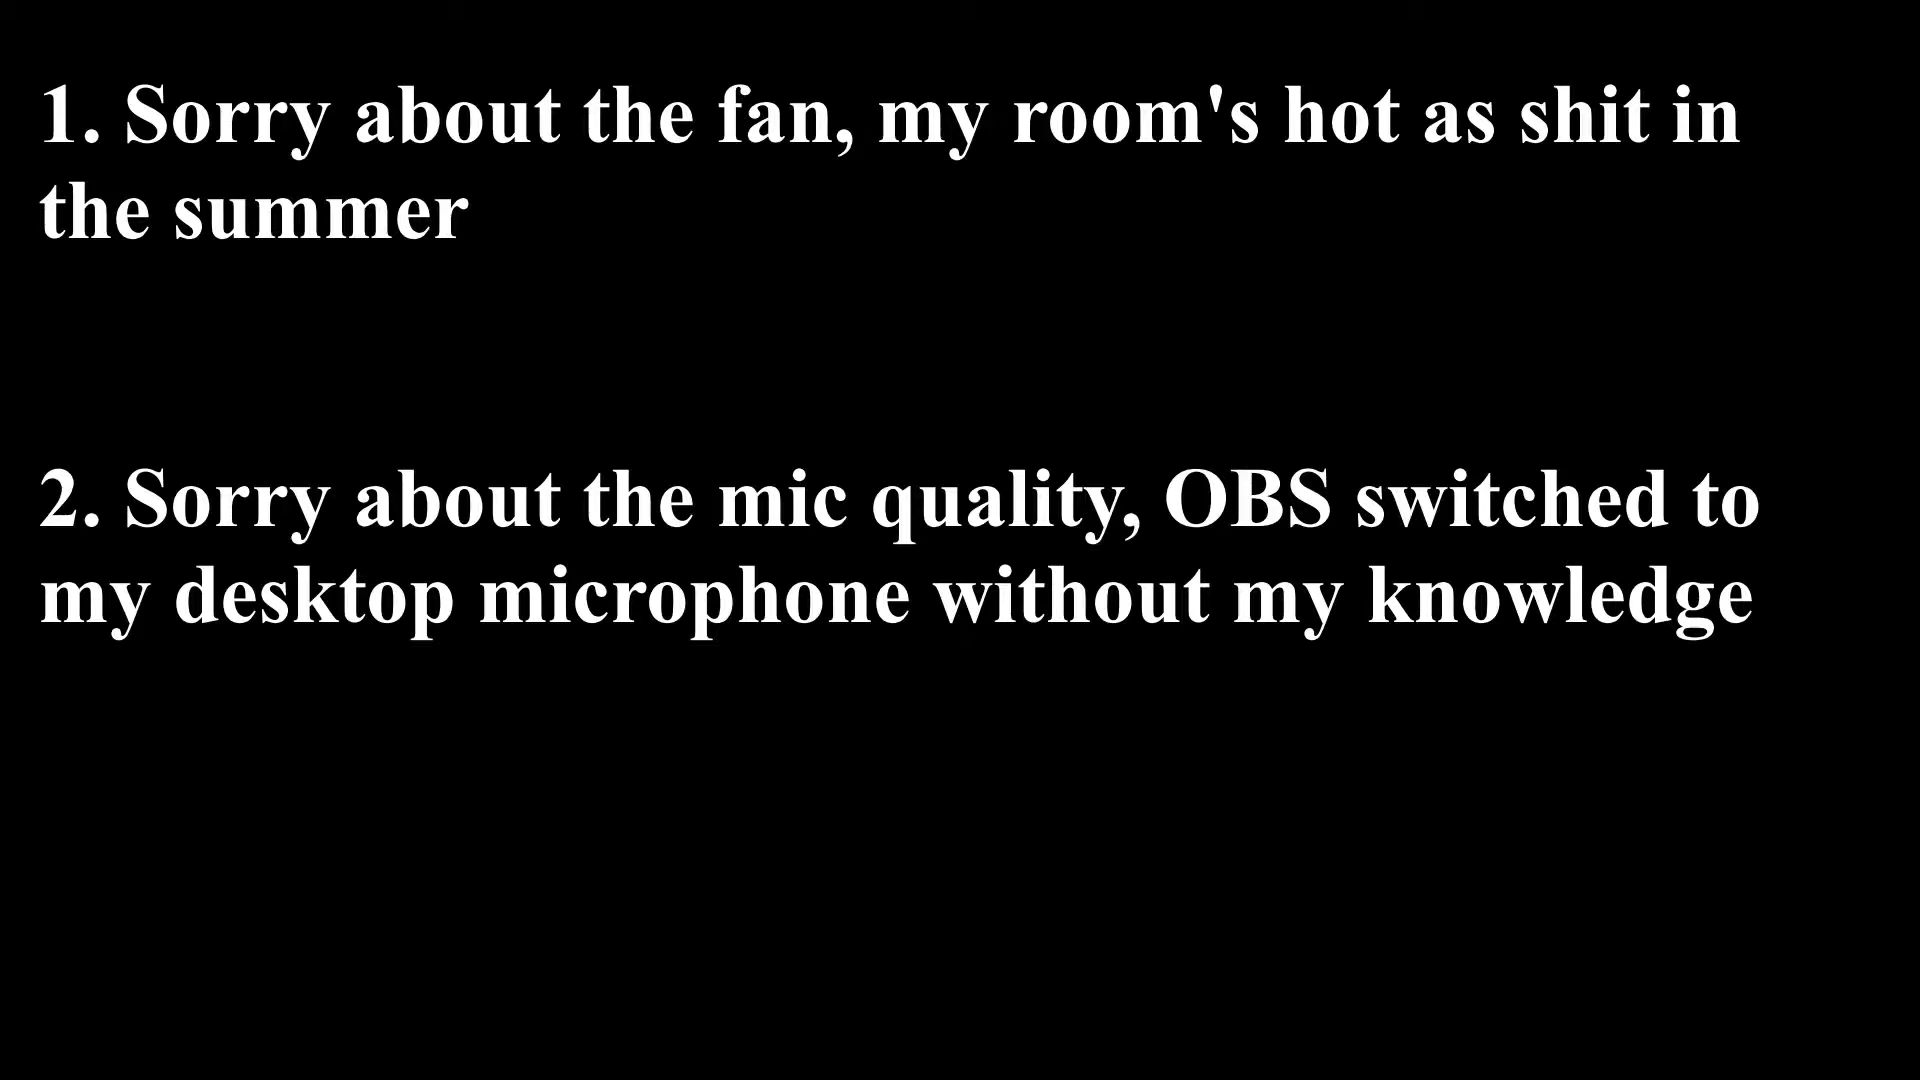 1. Sorry about the fan, my room's hot as shit in
the summer
2. Sorry about the mic quality, OBS switched to
my desktop microphone without my knowledge